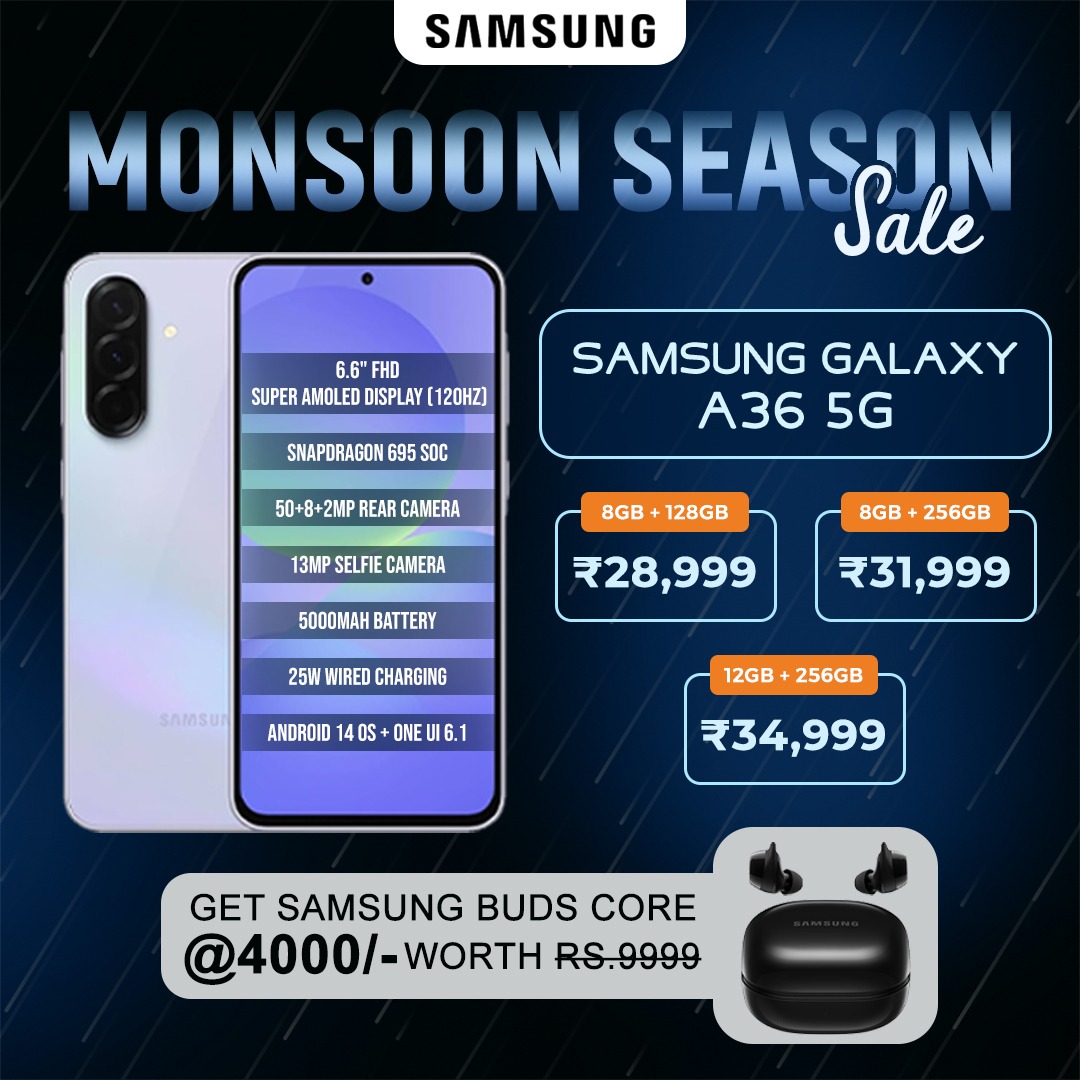 SAMSUNG
MONSOON SEASON
Sale
6.6" FHD
SUPER AMOLED DISPLAY (120HZ)
SNAPDRAGON 695 SOC
50+8+2MP REAR CAMERA
13MP SELFIE CAMERA
5000MAH BATTERY
25W WIRED CHARGING
ANDROID 14 OS + ONE UI 6.1
SAMSUN
SAMSUNG GALAXY
A36 5G
8GB + 128GB
₹28,999
8GB + 256GB
₹31,999
12GB + 256GB
₹34,999
GET SAMSUNG BUDS CORE
@4000/- WORTH RS.9999
SAMSUNG